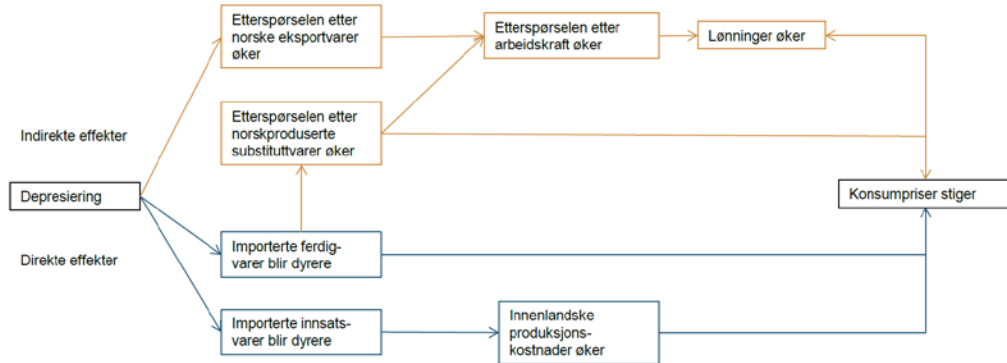 Etterspørselen etter
norske eksportvarer
øker
Etterspørselen etter
arbeidskraft øker
Lønninger øker
Indirekte effekter
Etterspørselen etter
norskproduserte
substituttvarer øker
Depresiering
Konsumpriser stiger
Direkte effekter
Importerte ferdig-
varer blir dyrere
Importerte innsats-
varer blir dyrere
Innenlandske
produksjons-
kostnader øker